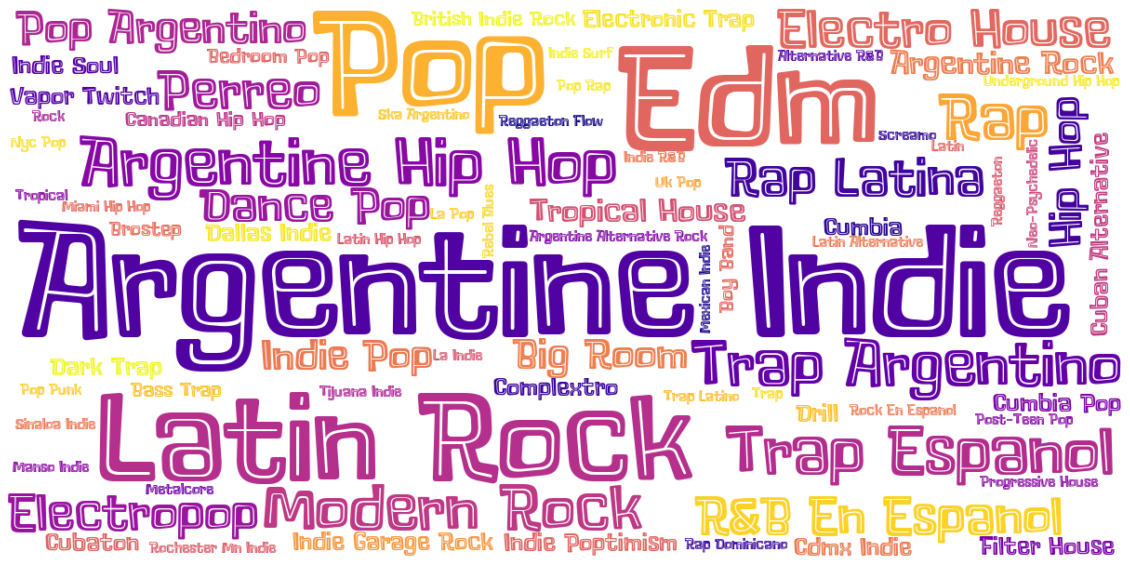 Pop Argentino
Pop
British Indie Rock
Electronic Trap
Electro House
Bedroom Pop
Indie Surf
Edm
Alternative R&B
Argentine Rock
Indie Soul
Perreo
Pop Rap
Underground Hip Hop
Vapor Twitch
Rap
Hip Hop
Rock
Canadian Hip Hop
Ska Argentino
Reggaeton Flow
Screamo
Latin
Nyc Pop
Argentine Hip Hop
Indie R&B
Rap Latina
Reggaeton
Neo-Psychedelic
Cuban Alternative
Uk Pop
Tropical
Miami Hip Hop
Dance Pop
La Pop
Rebel Blues
Tropical House
Brostep
Dallas Indie
Latin Hip Hop
Argentine Alternative Rock
Cumbia
Latin Alternative
Argentine Indie
Mexican Indie
Boy Band
Dark Trap
Indie Pop
La Indie
Big Room
Trap Argentino
Pop Punk
Bass Trap
Tijuana Indie
Complextro
Trap Latino
Trap
Drill
Rock En Espanol
Cumbia Pop
Post-Teen Pop
Sinaloa Indie
Latin Rock
Trap Espanol
Manso Indie
Progressive House
Metalcore
Electropop
Modern Rock
R&B En Espanol
Cubaton
Rochester Mn Indie
Indie Garage Rock
Indie Poptimism
Rap Dominicano
Cdmx Indie
Filter House